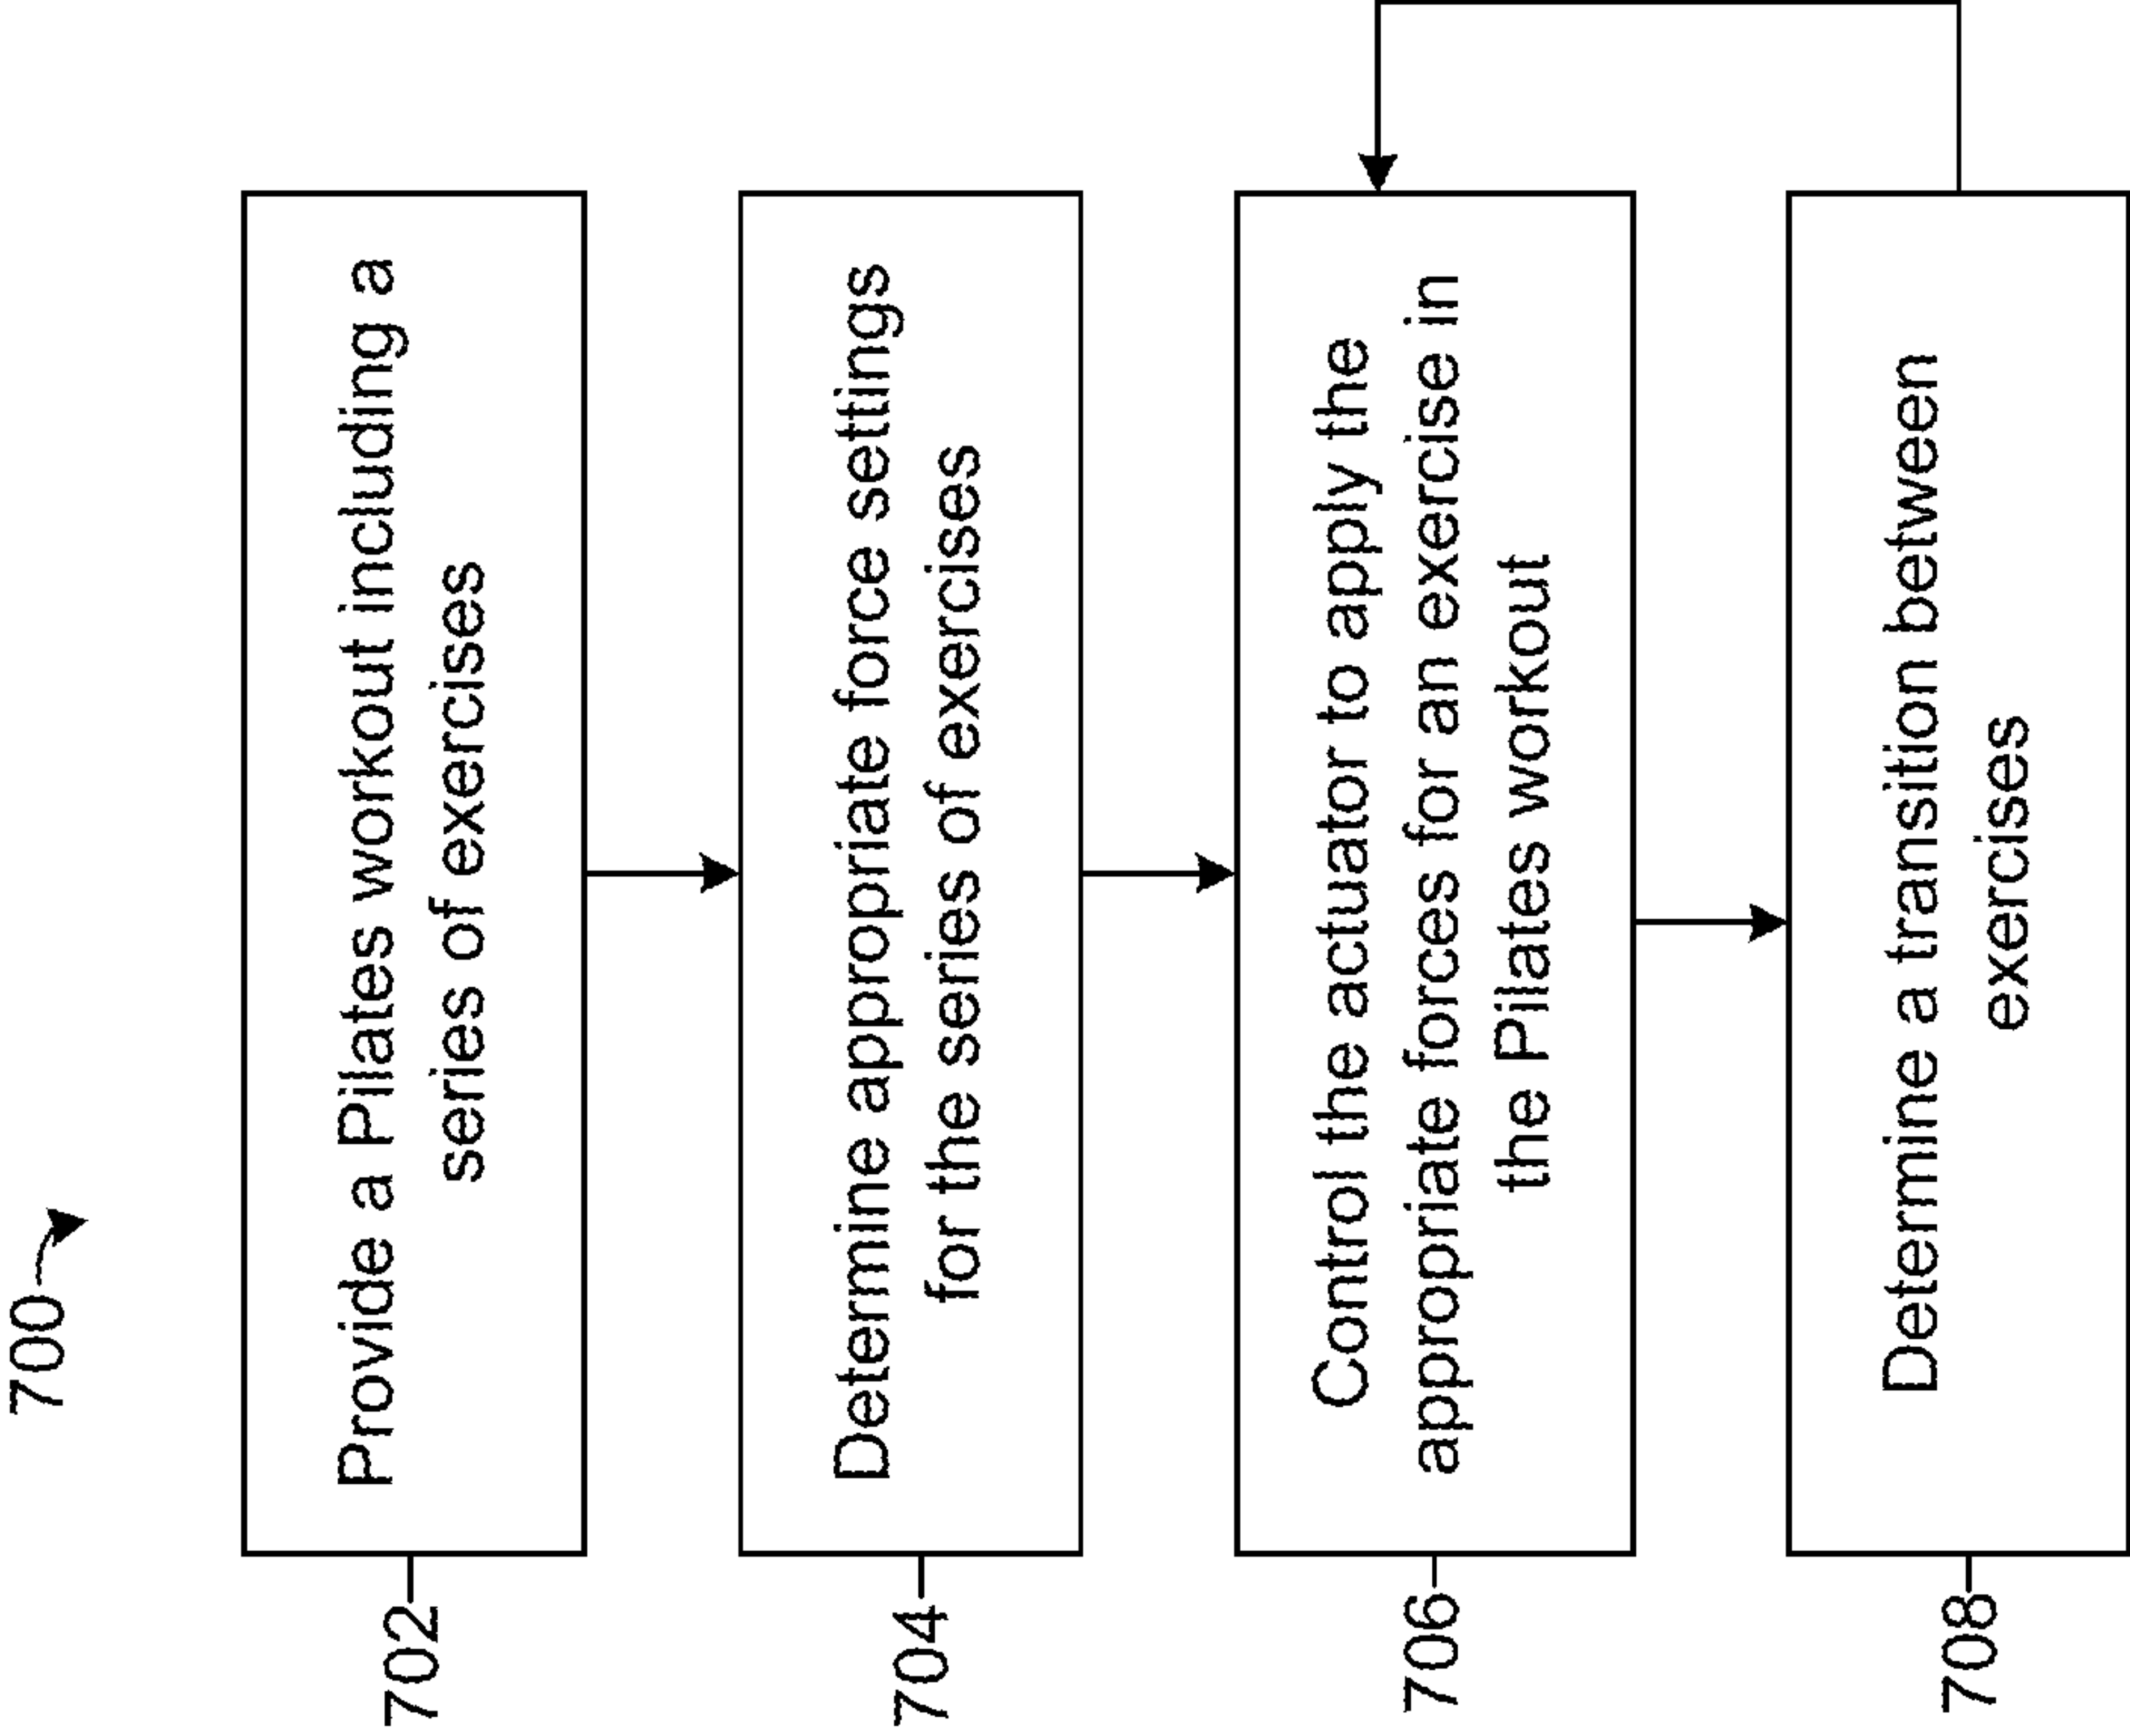 700
702
Provide a Pilates workout including a
series of exercises
704
Determine appropriate force settings
for the series of exercises
706
Control the actuator to apply the
appropriate forces for an exercise in
the Pilates workout
708
Determine a transition between
exercises